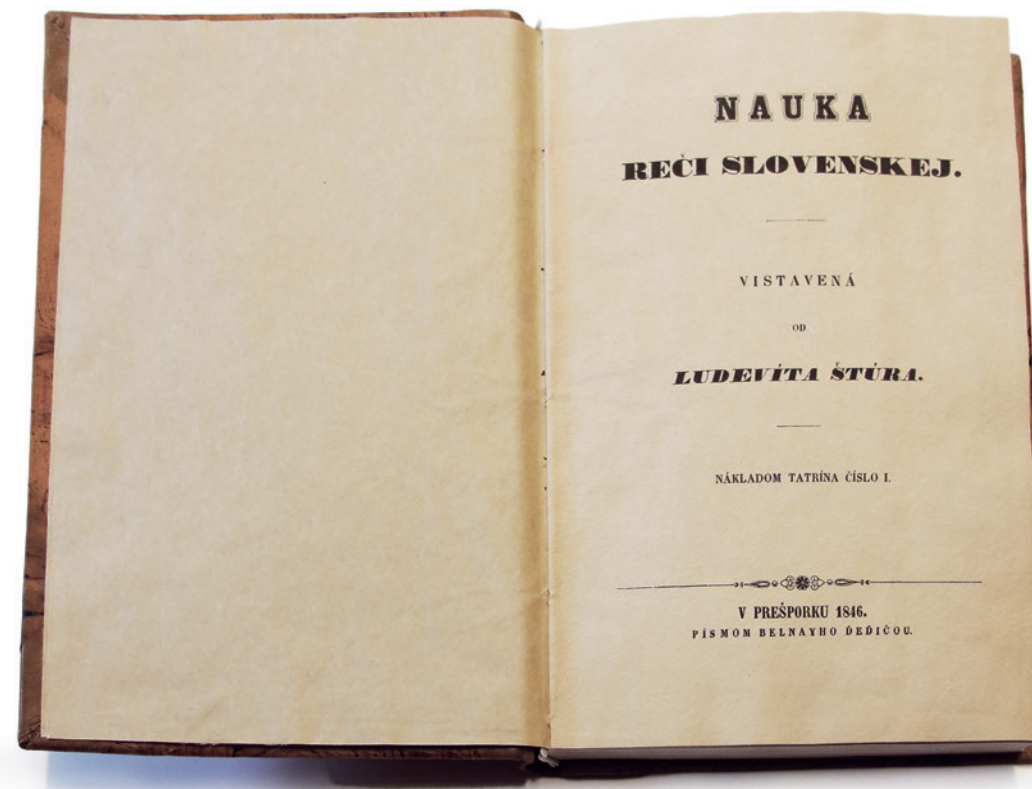 NAUKA
REČI SLOVENSKEJ.
VISTAVENÁ
OD
LUDEVÍTA ŠTÚRA.
NÁKLADOM TATRÍNA ČÍSLO I.
V PREŠPORKU 1846.
PÍSMOM BELNAYHO ĎEĎIČOU.